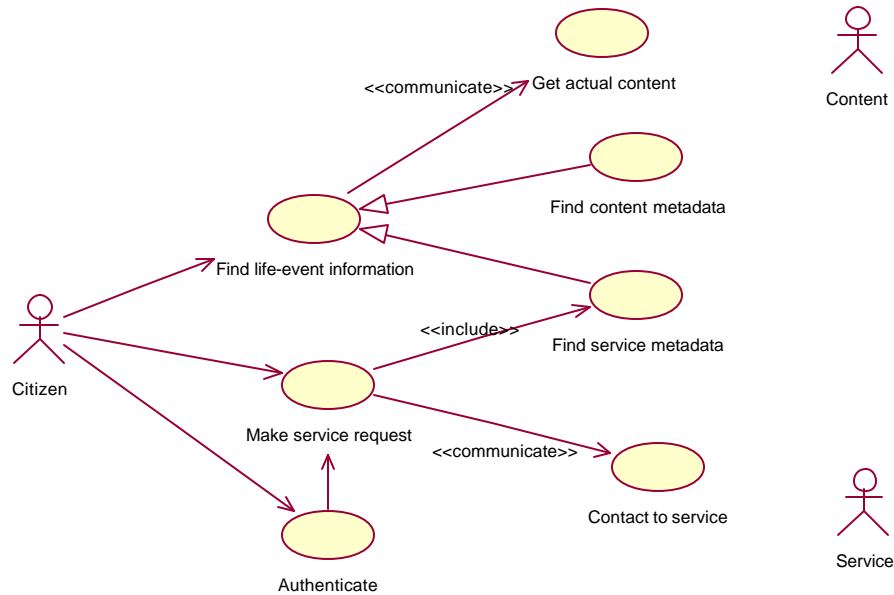 <<communicate>>
Get actual content
Content
Find content metadata
Find life-event information
<<include>>
Find service metadata
Citizen
Make service request
<<communicate>>
Contact to service
Service
Authenticate